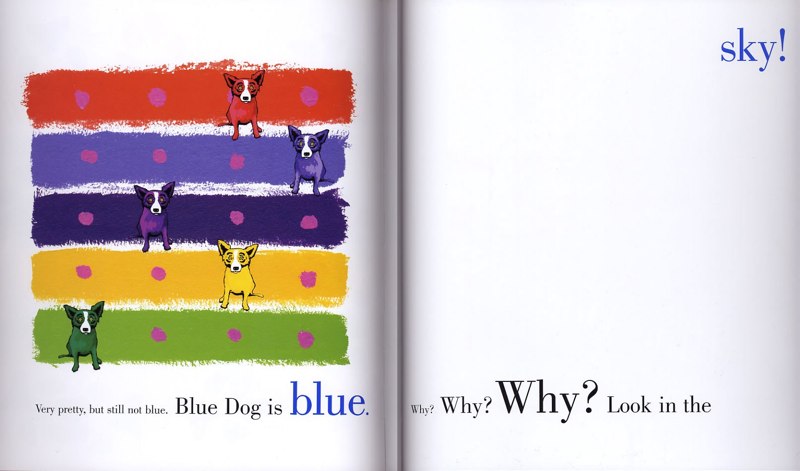 Very pretty, but still not blue. Blue Dog is blue.
Why? Why? Why? Look in the
sky!